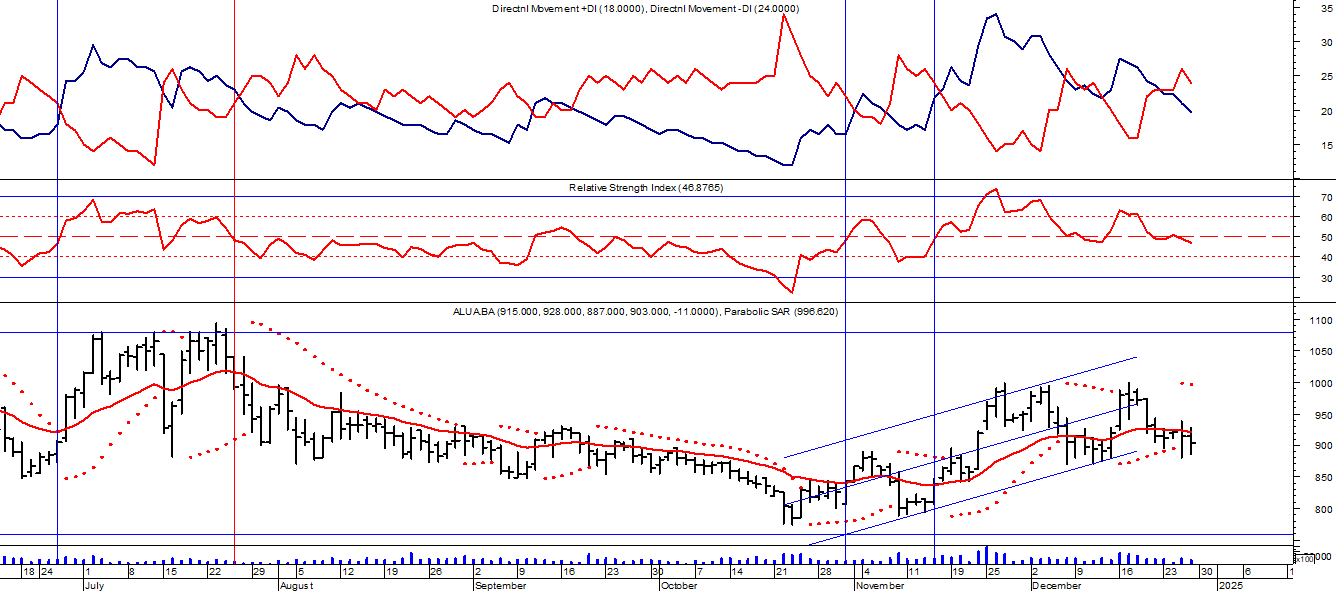 Directnl Movement +DI (18.0000), Directnl Movement -DI (24.0000)
35
30
25
20
15
Relative Strength Index (46.8765)
70
60
50
40
30
ALUA.BA (915.000, 928.000, 887.000, 903.000, -11.0000), Parabolic SAR (996.620)
1100
1050
1000
950
900
850
800
x100
18 24 1 8 15 22 29 5 12 19 26 2 9 16 23 30 7 14 21 28 4 11 19 25 2 9 16 23 30 6 1
July August September October November December 2025